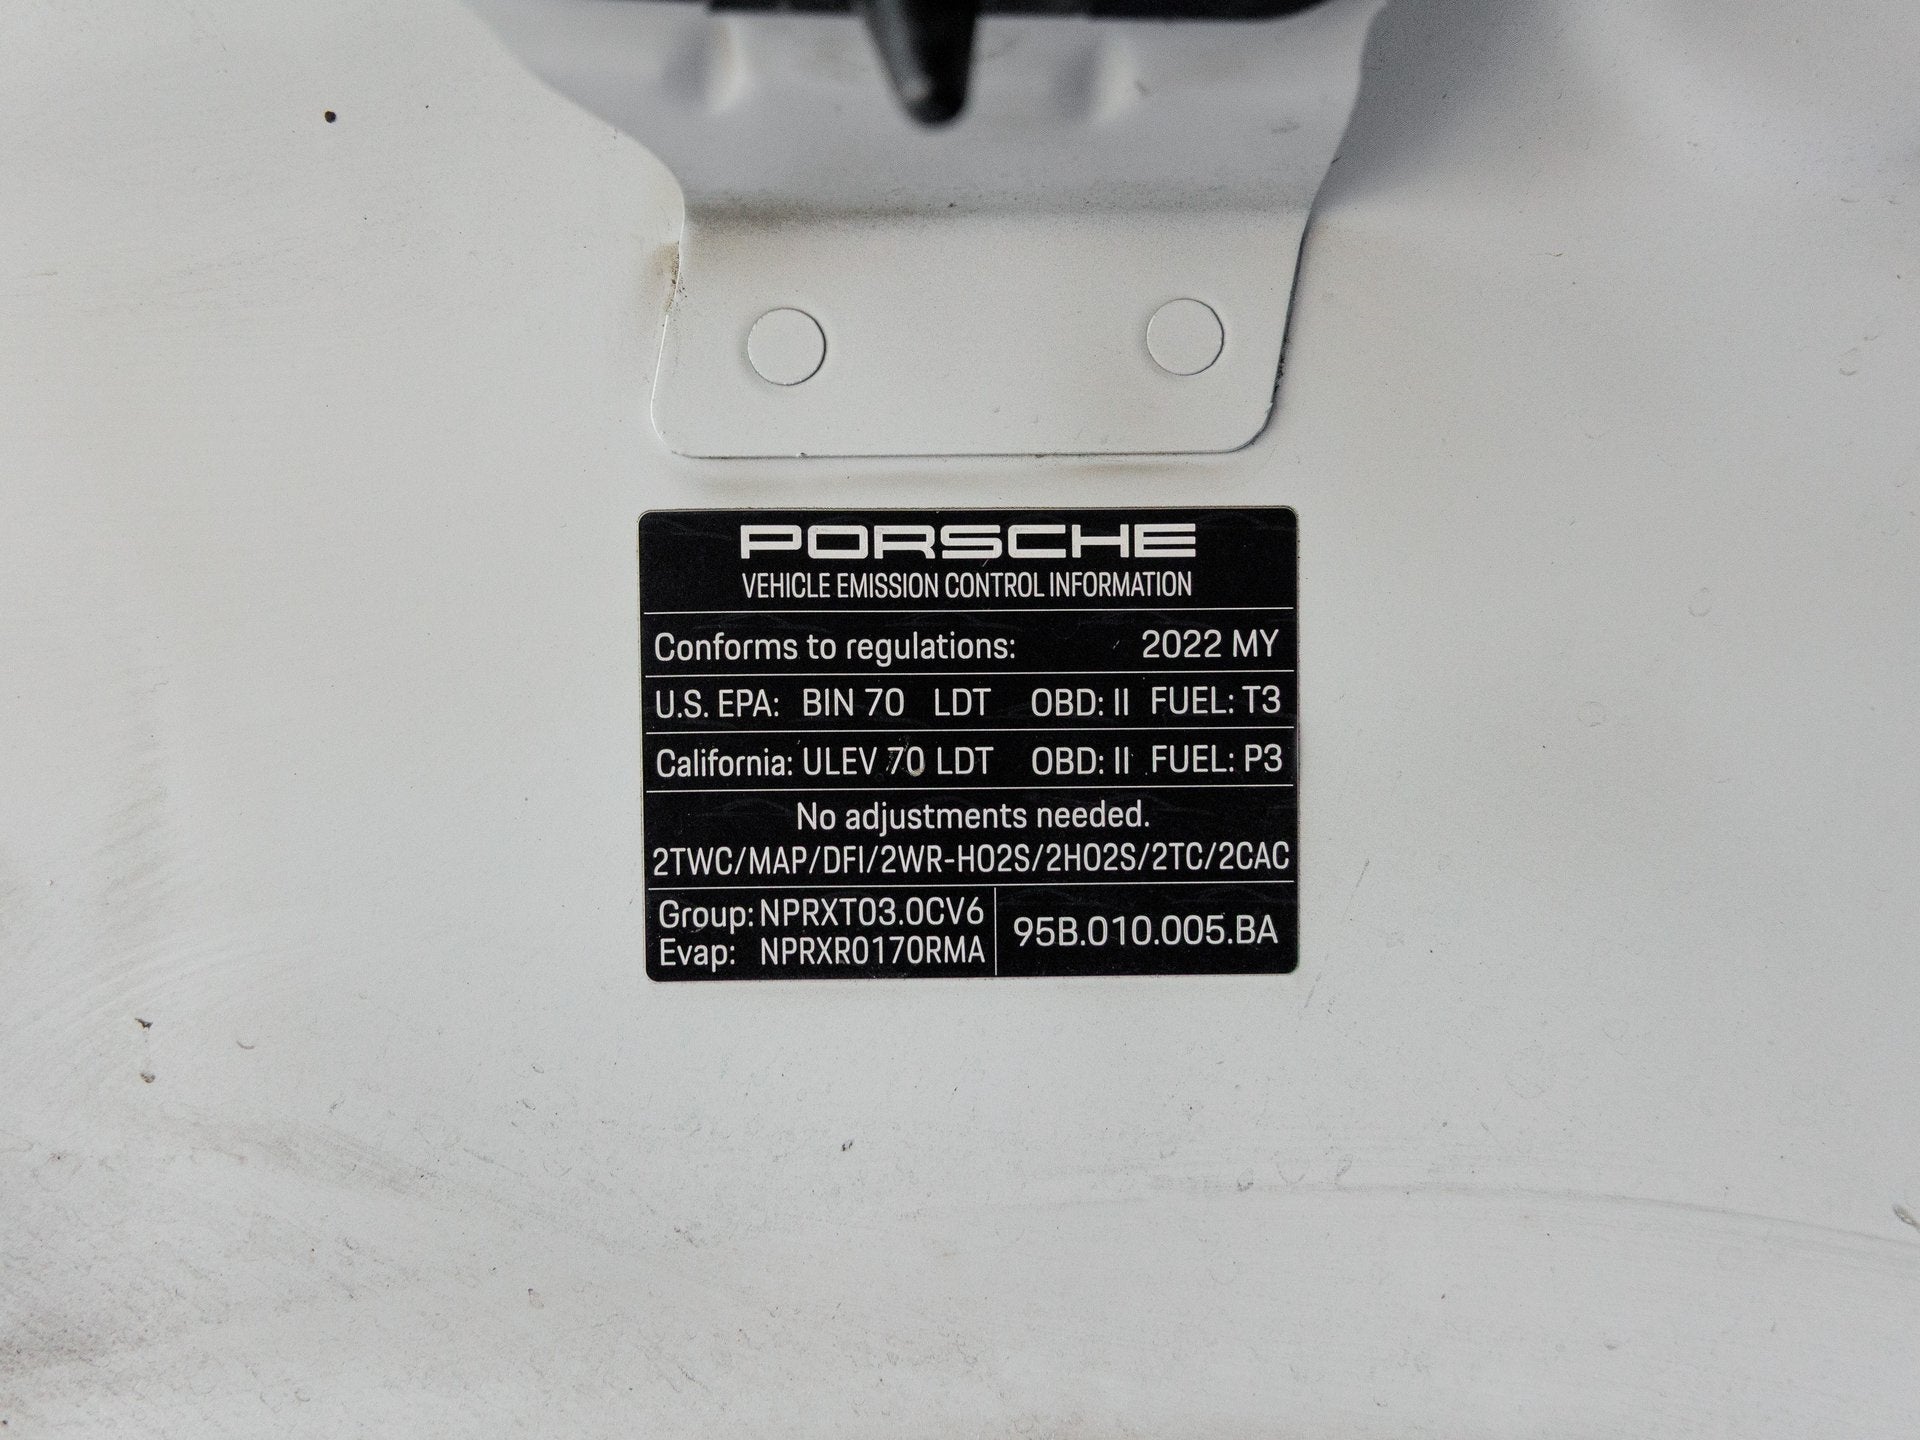 PORSCHE
VEHICLE EMISSION CONTROL INFORMATION
Conforms to regulations: 2022 MY
U.S. EPA: BIN 70 LDT OBD: II FUEL: T3
California: ULEV 70 LDT OBD: II FUEL: P3
No adjustments needed.
2TWC/MAP/DFI/2WR-HO2S/2HO2S/2TC/2CAC
Group: NPRXT03.0CV6
Evap: NPRXR0170RMA
95B.010.005.BA